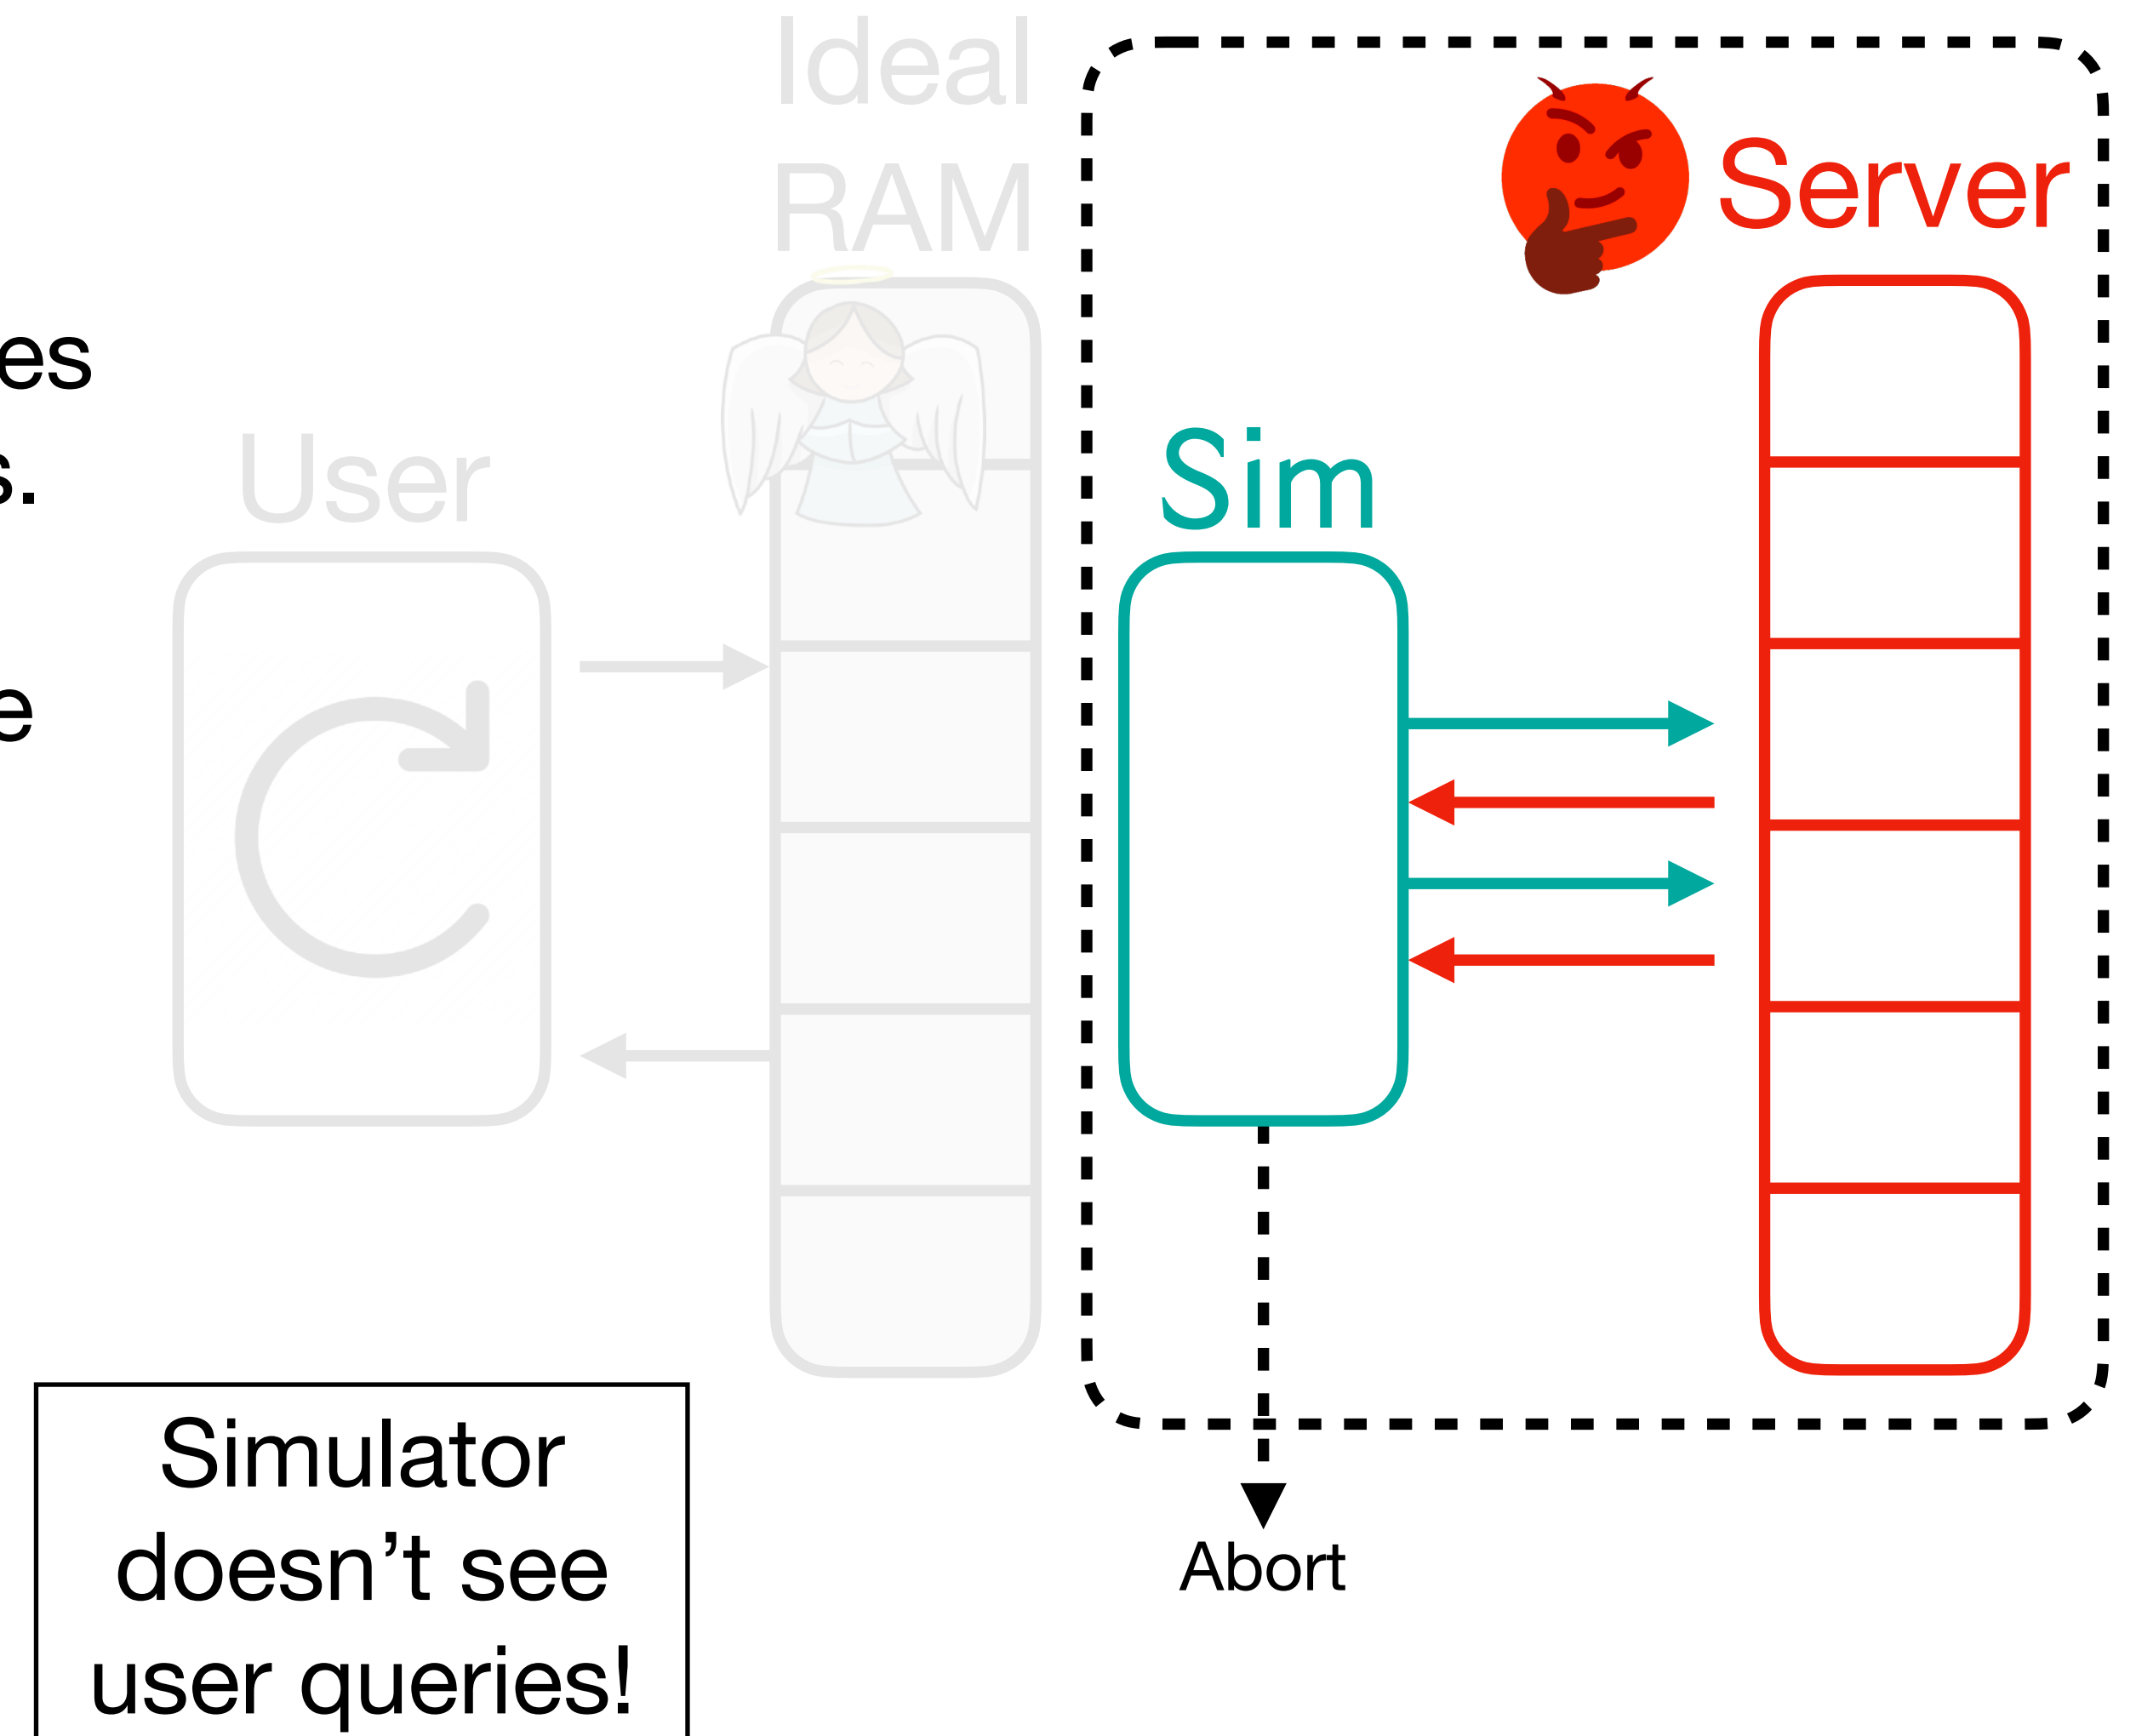 Ideal
RAM
Server
es
s.
User
Sim
e
Simulator
doesn’t see
user queries!
Abort